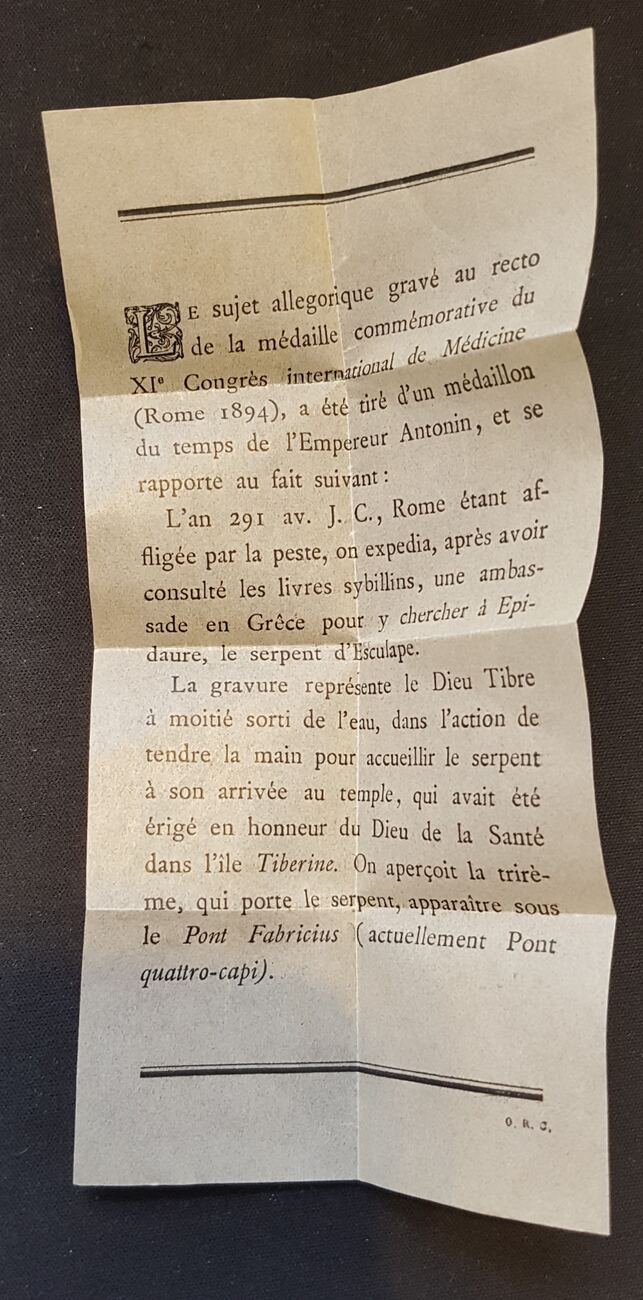 LE sujet allegorique gravé au recto
de la médaille commémorative du
XIe Congrès international de Médicine
(Rome 1894), a été tiré d'un médaillon
du temps de l'Empereur Antonin, et se
rapporte au fait suivant:
L'an 291 av. J. C., Rome étant af-
fligée par la peste, on expedia, après avoir
consulté les livres sybillins, une ambas-
sade en Grêce pour y chercher à Epi-
daure, le serpent d'Esculape.
La gravure représente le Dieu Tibre
à moitié sorti de l'eau, dans l'action de
tendre la main pour accueillir le serpent
à son arrivée au temple, qui avait été
érigé en honneur du Dieu de la Santé
dans l'île Tiberine. On aperçoit la trirè-
me, qui porte le serpent, apparaître sous
le Pont Fabricius (actuellement Pont
quattro-capi).
O. R. C.